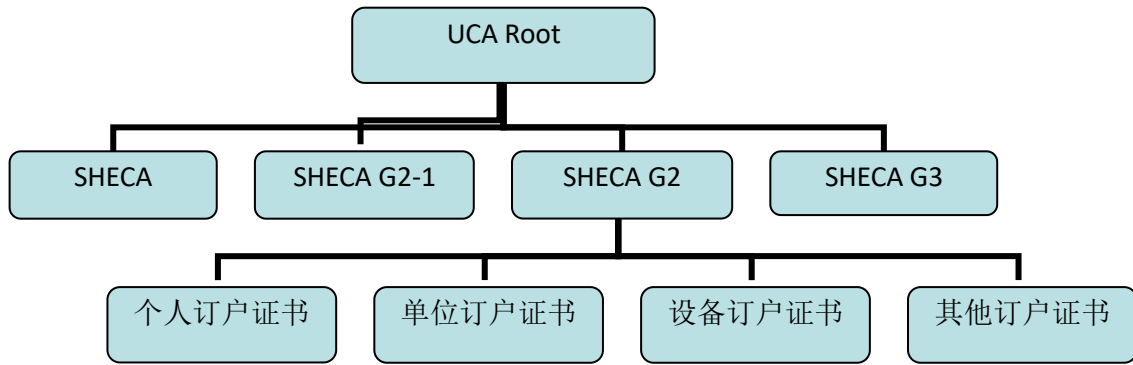 UCA Root
SHECA
SHECA G2-1
SHECA G2
SHECA G3
个人订户证书
单位订户证书
设备订户证书
其他订户证书